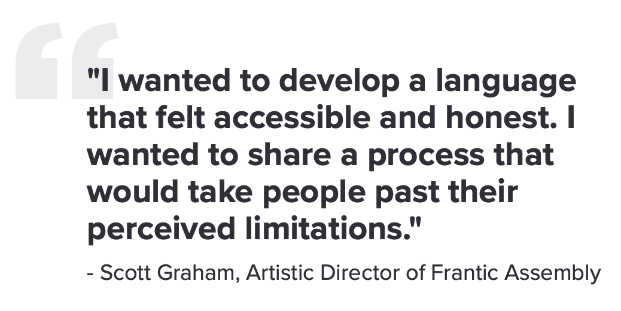 "I wanted to develop a language
that felt accessible and honest. I
wanted to share a process that
would take people past their
perceived limitations."
- Scott Graham, Artistic Director of Frantic Assembly